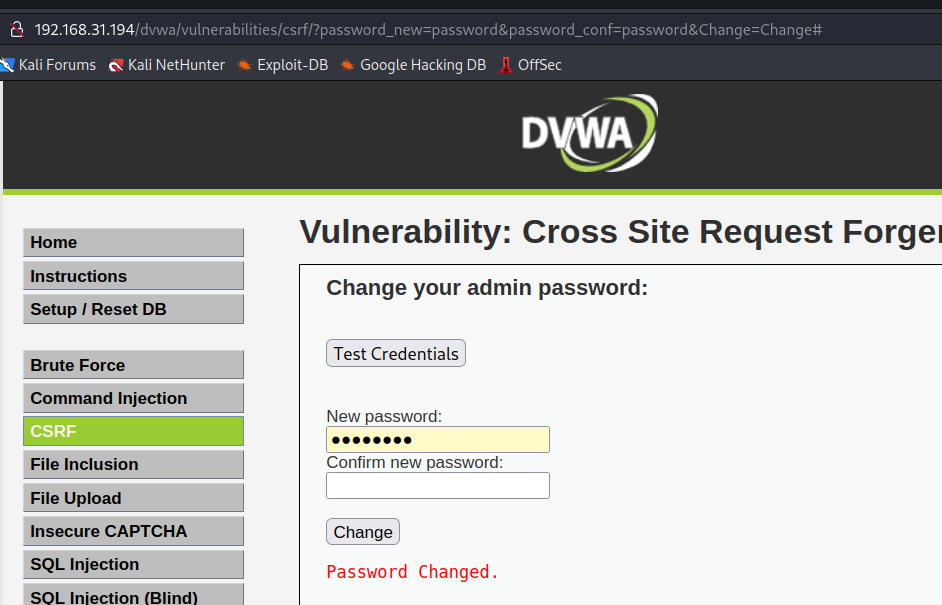 192.168.31.194/dvwa/vulnerabilities/csrf/?password_new=password&password_conf=password&Change=Change#
Kali Forums Kali NetHunter Exploit-DB Google Hacking DB OffSec
DVWA
Home
Instructions
Setup / Reset DB
Brute Force
Command Injection
CSRF
File Inclusion
File Upload
Insecure CAPTCHA
SQL Injection
SQL Injection (Blind)
Vulnerability: Cross Site Request Forger
Change your admin password:
Test Credentials
New password:
••••••••
Confirm new password:
Change
Password Changed.